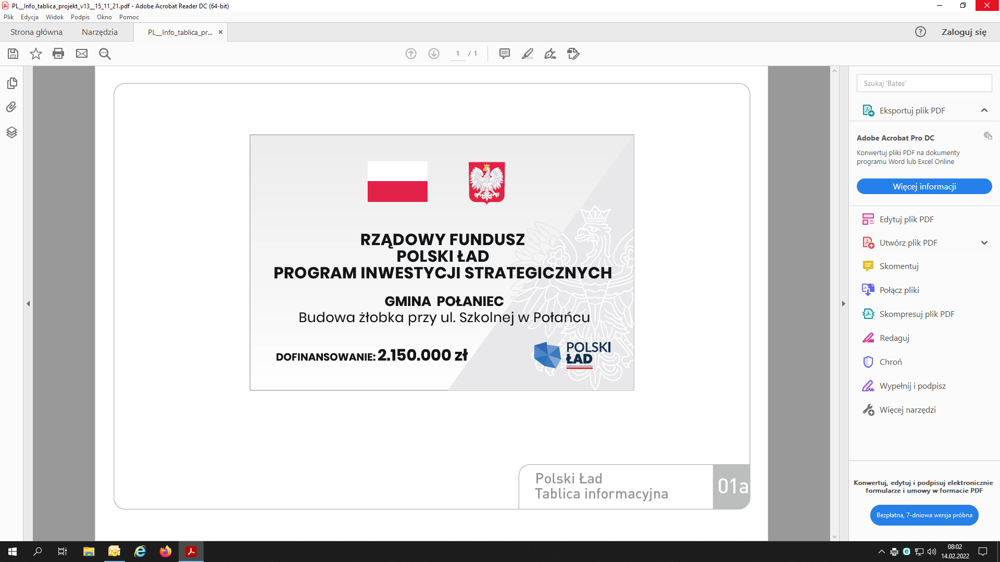 PL__Info_tablica_projekt_v13__15_11_21.pdf - Adobe Acrobat Reader DC (64-bit)
Plik Edycja Widok Podpis Okno Pomoc
Strona główna Narzędzia PL__Info_tablica_pr... × ? Zaloguj się
1 / 1
Szukaj 'Bates'
Eksportuj plik PDF
Adobe Acrobat Pro DC
Konwertuj pliki PDF na dokumenty
programu Word lub Excel Online
Więcej informacji
Edytuj plik PDF
Utwórz plik PDF
Skomentuj
Połącz pliki
Skompresuj plik PDF
Redaguj
Chroń
Wypełnij i podpisz
Więcej narzędzi
Konwertuj, edytuj i podpisuj elektronicznie
formularze i umowy w formacie PDF
Bezpłatna, 7-dniowa wersja próbna
RZĄDOWY FUNDUSZ
POLSKI ŁAD
PROGRAM INWESTYCJI STRATEGICZNYCH
GMINA POŁANIEC
Budowa żłobka przy ul. Szkolnej w Połańcu
DOFINANSOWANIE: 2.150.000 zł
POLSKI
ŁAD
Polski Ład
Tablica informacyjna
01a
08:02
14.02.2022